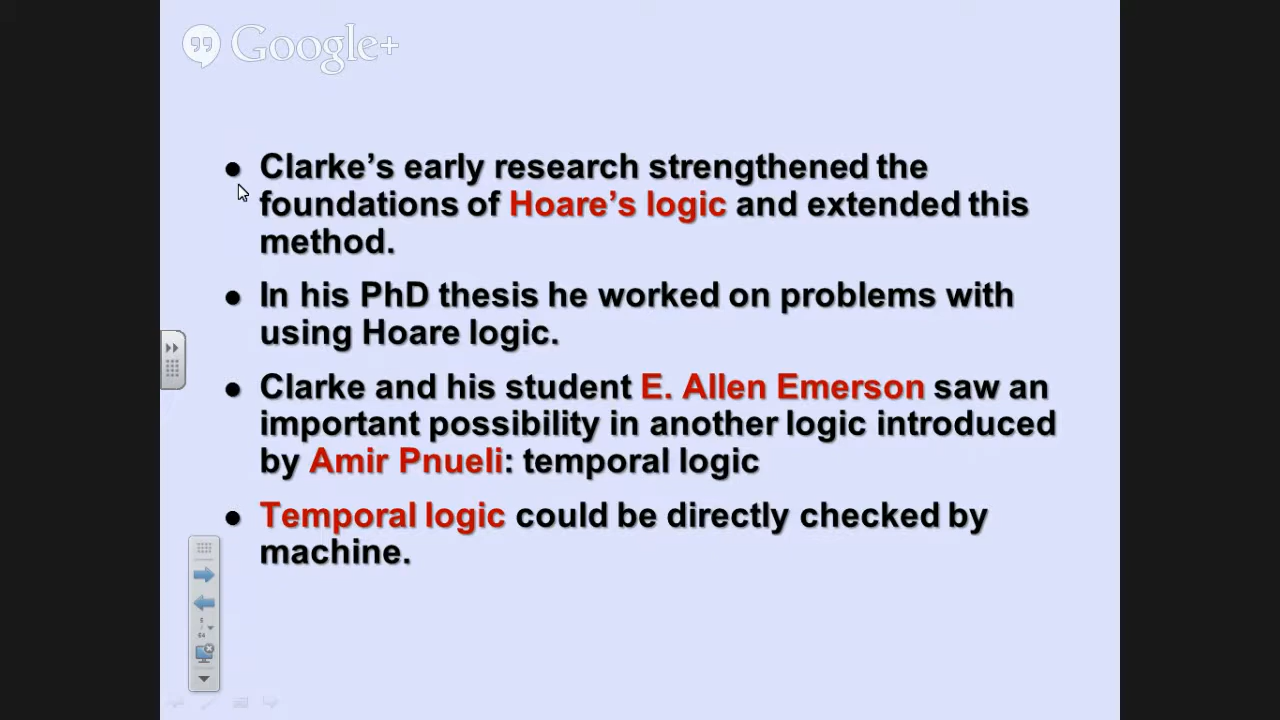 Google+
● Clarke’s early research strengthened the
foundations of Hoare’s logic and extended this
method.
● In his PhD thesis he worked on problems with
using Hoare logic.
● Clarke and his student E. Allen Emerson saw an
important possibility in another logic introduced
by Amir Pnueli: temporal logic
● Temporal logic could be directly checked by
machine.